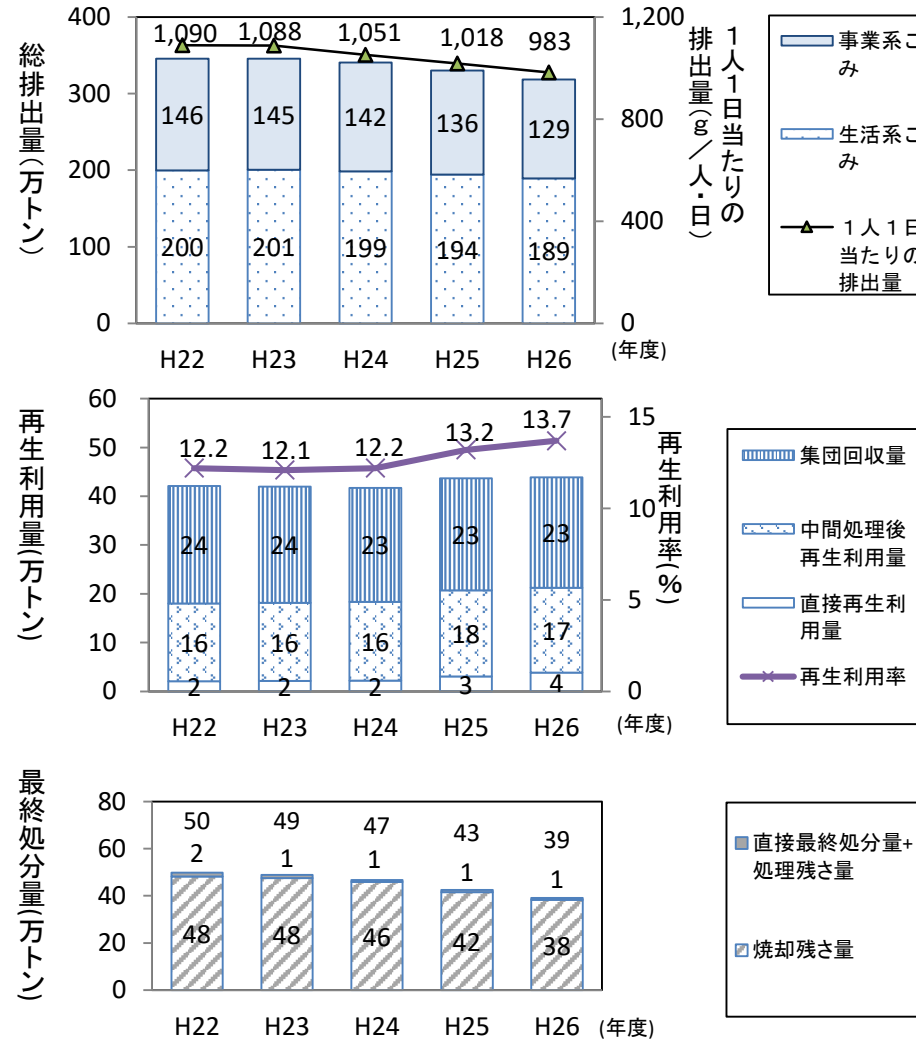 総排出量(万トン)
400
300
200
100
0
1,090 1,088 1,051 1,018 983
146 145 142 136 129
200 201 199 194 189
H22 H23 H24 H25 H26 (年度)
1,200
800
400
0
1人1日当たりの
排出量(g/人・日)
事業系ご
み
生活系ご
み
1人1日
当たりの
排出量
再生利用量(万トン)
60
50
40
30
20
10
0
12.2 12.1 12.2 13.2 13.7
24 24 23 23 23
16 16 16 18 17
2 2 2 3 4
H22 H23 H24 H25 H26 (年度)
15
10
5
0
再生利用率(%)
集団回収量
中間処理後
再生利用量
直接再生利
用量
再生利用率
最終処分量(万トン)
80
60
40
20
0
50 49 47 43 39
2 1 1 1 1
48 48 46 42 38
H22 H23 H24 H25 H26 (年度)
直接最終処分量+
処理残さ量
焼却残さ量